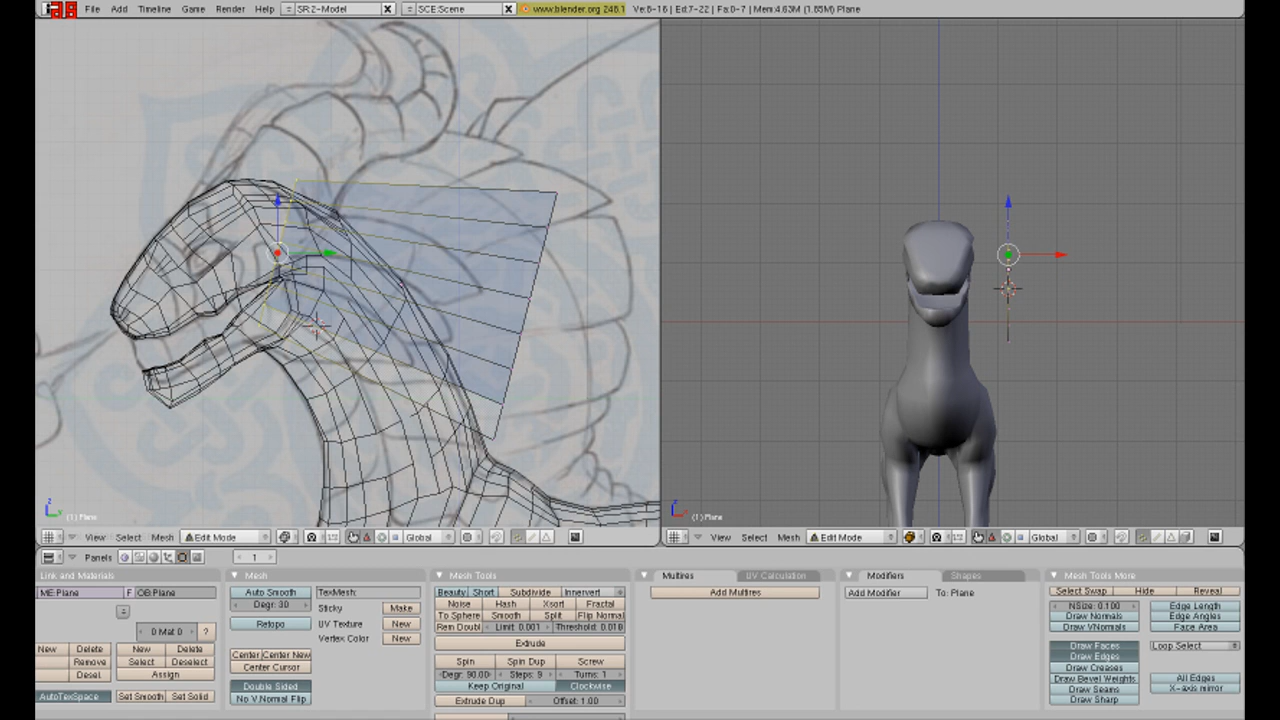 File Add Timeline Game Render Help SR:2-Model SCE:Scene www.blender.org 246.1 Ve:8-16 | Ed:7-22 | Fa:0-7 | Mem:4.63M (1.65M) Plane
(1) Plane
(1) Plane
View Select Mesh Edit Mode Global
View Select Mesh Edit Mode Global
Panels 1
Link and Materials
ME:Plane F OB:Plane
0 Mat 0 ?
New Delete New Delete
Remove Select Deselect
Desel. Assign
AutoTexSpace Set Smooth Set Solid
Mesh
Auto Smooth TexMesh:
Degr: 30 Sticky Make
Retopo UV Texture New
Vertex Color New
Center Center New
Center Cursor
Double Sided
No V.Normal Flip
Mesh Tools
Beauty Short Subdivide Innervert
Noise Hash Xsort Fractal
To Sphere Smooth Split Flip Normal
Rem Doubl Limit: 0.001 Threshold: 0.010
Extrude
Spin Spin Dup Screw
Degr: 90.00 Steps: 9 Turns: 1
Keep Original Clockwise
Extrude Dup Offset: 1.00
Multires UV Calculation
Add Multires
Modifiers Shapes
Add Modifier To: Plane
Mesh Tools More
Select Swap Hide Reveal
NSize: 0.100 Edge Length
Draw Normals Edge Angles
Draw VNormals Face Area
Draw Faces Loop Select
Draw Edges
Draw Creases
Draw Bevel Weights All Edges
Draw Seams X-axis mirror
Draw Sharp